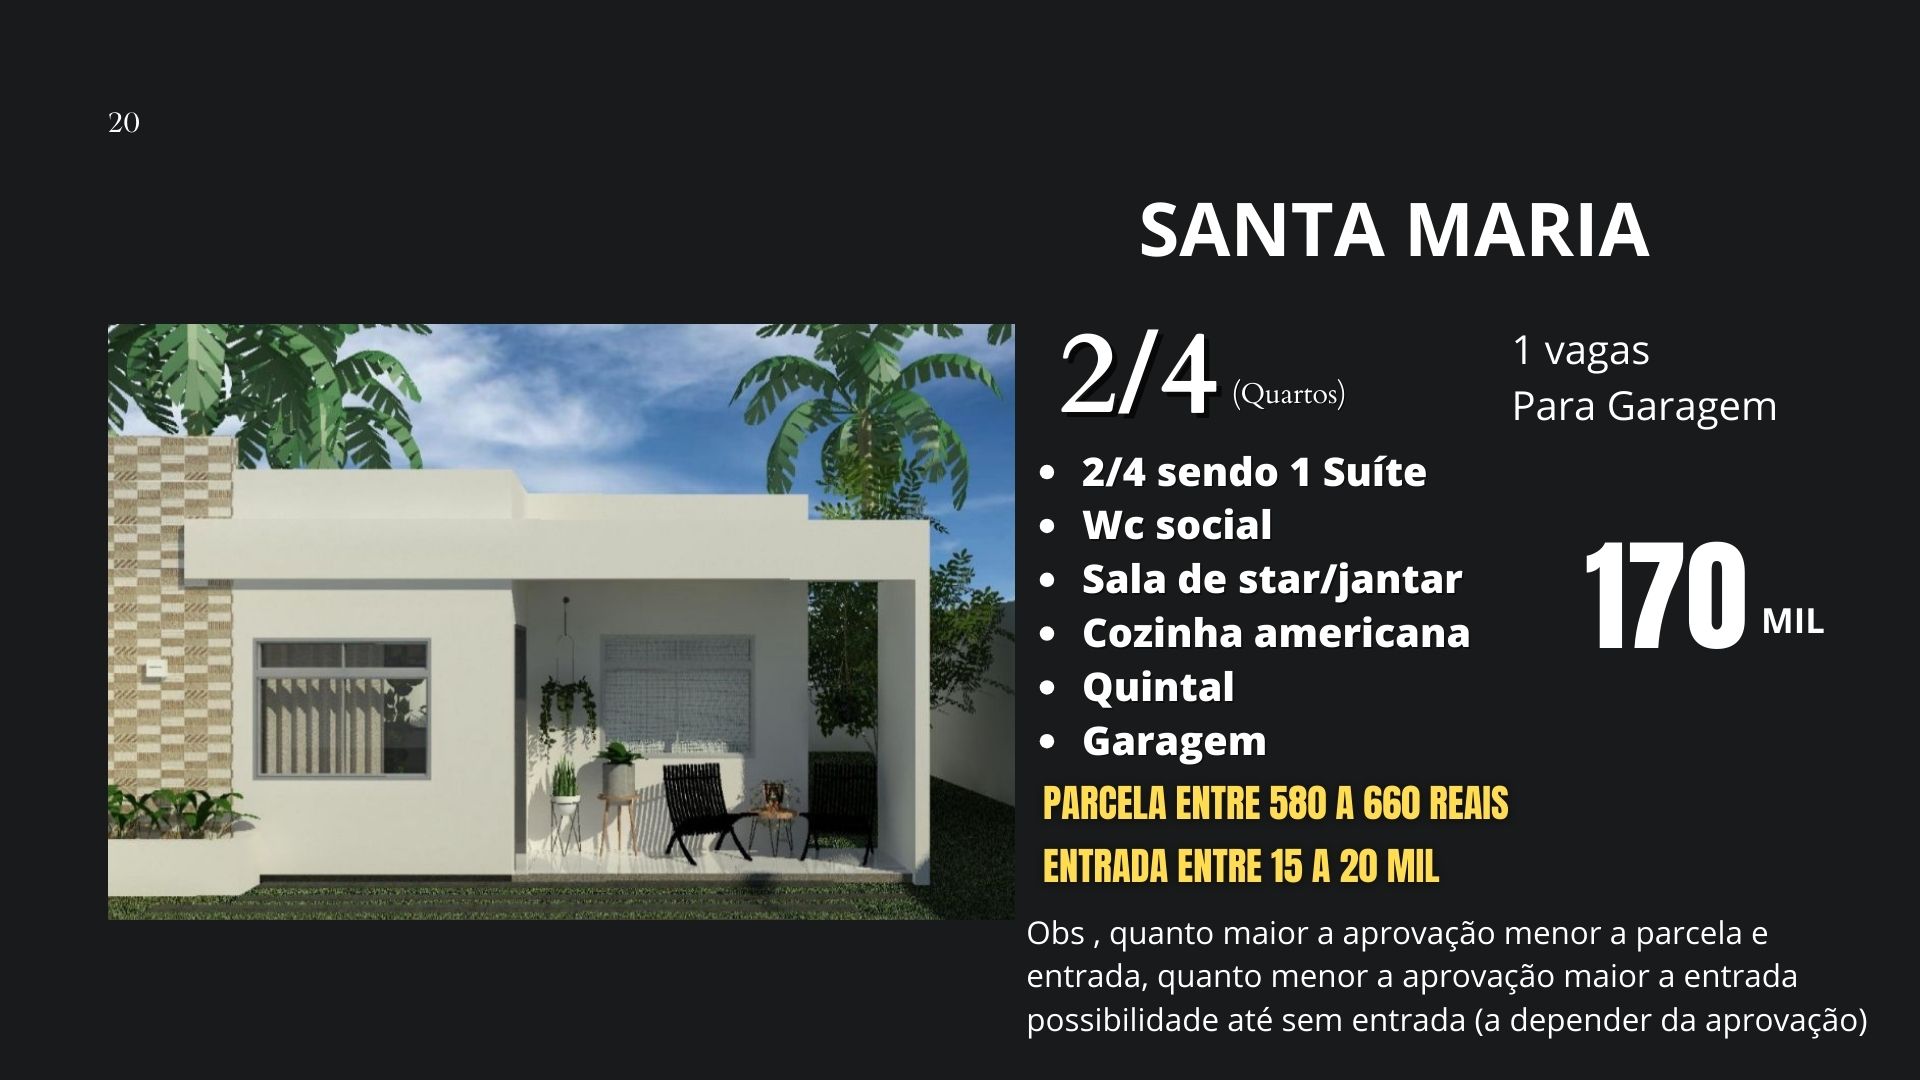 20
SANTA MARIA
2/4 (Quartos)
1 vagas
Para Garagem
• 2/4 sendo 1 Suíte
• Wc social
• Sala de star/jantar
• Cozinha americana
• Quintal
• Garagem
170 MIL
PARCELA ENTRE 580 A 660 REAIS
ENTRADA ENTRE 15 A 20 MIL
Obs , quanto maior a aprovação menor a parcela e
entrada, quanto menor a aprovação maior a entrada
possibilidade até sem entrada (a depender da aprovação)